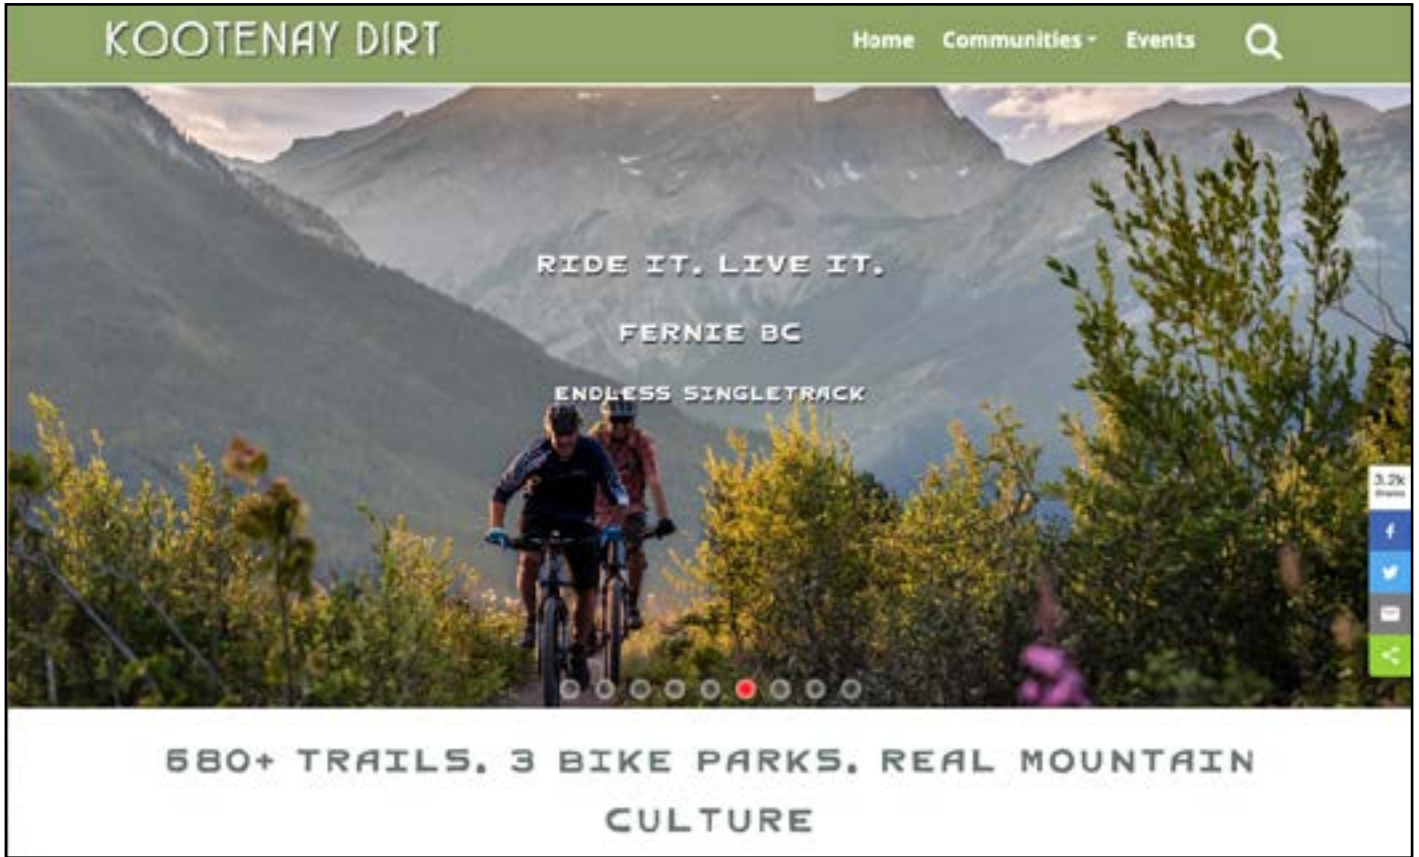 KOOTENAY DIRT
Home Communities Events
RIDE IT. LIVE IT.
FERNIE BC
ENDLESS SINGLETRACK
3.2k
Shares
f
680+ TRAILS. 3 BIKE PARKS. REAL MOUNTAIN
CULTURE